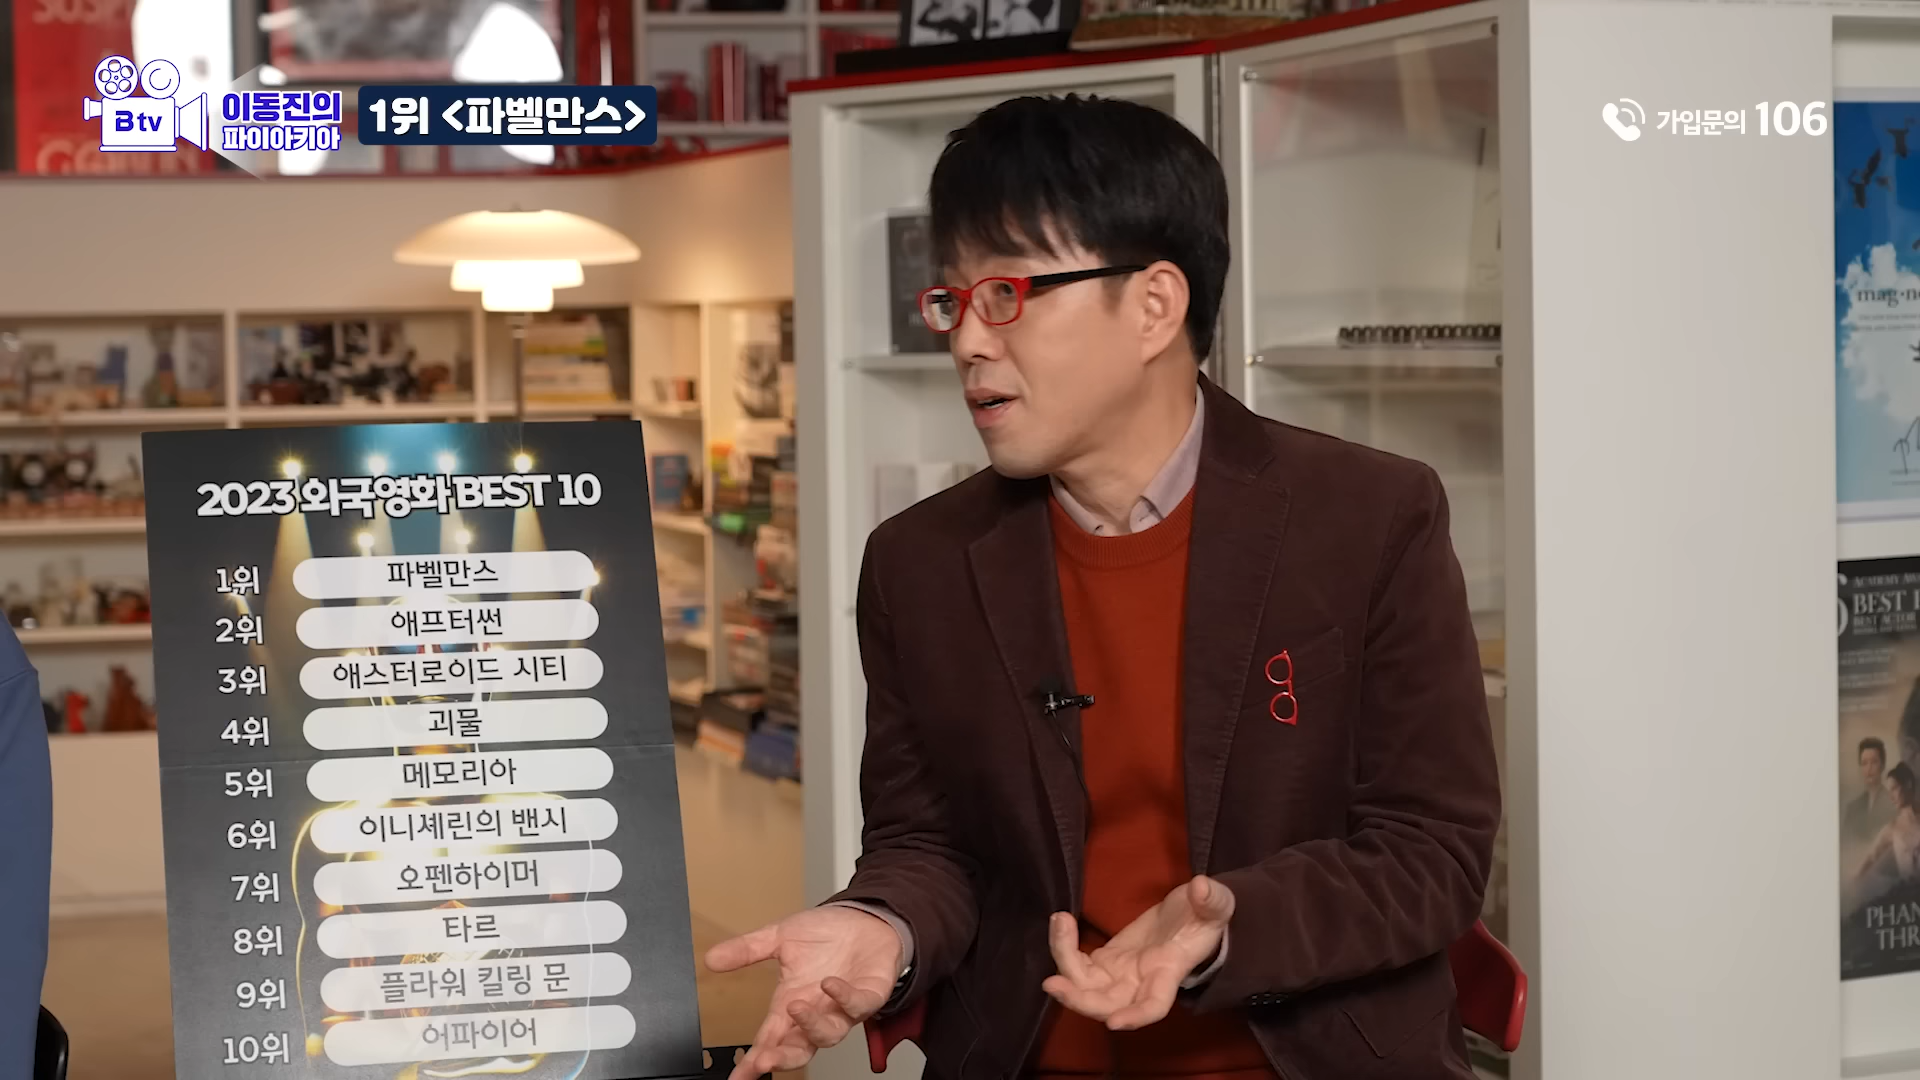 Btv
이동진의
파이아키아
1위 <파벨만스>
가입문의 106
2023 외국영화 BEST 10
1위 파벨만스
2위 애프터썬
3위 애스터로이드 시티
4위 괴물
5위 메모리아
6위 이니셰린의 밴시
7위 오펜하이머
8위 타르
9위 플라워 킬링 문
10위 어파이어
ACADEMY
BEST
BEST ACTOR